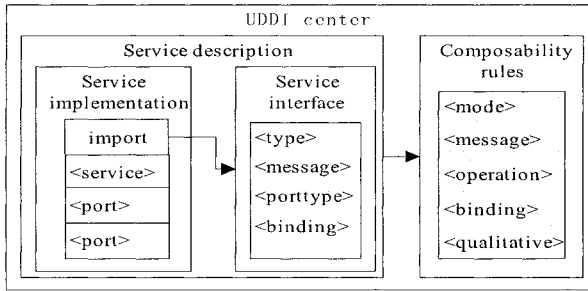 UDDI center
Service description
Composability
rules
Service
implementation
Service
interface
import
<service>
<port>
<port>
<type>
<message>
<porttype>
<binding>
<mode>
<message>
<operation>
<binding>
<qualitative>